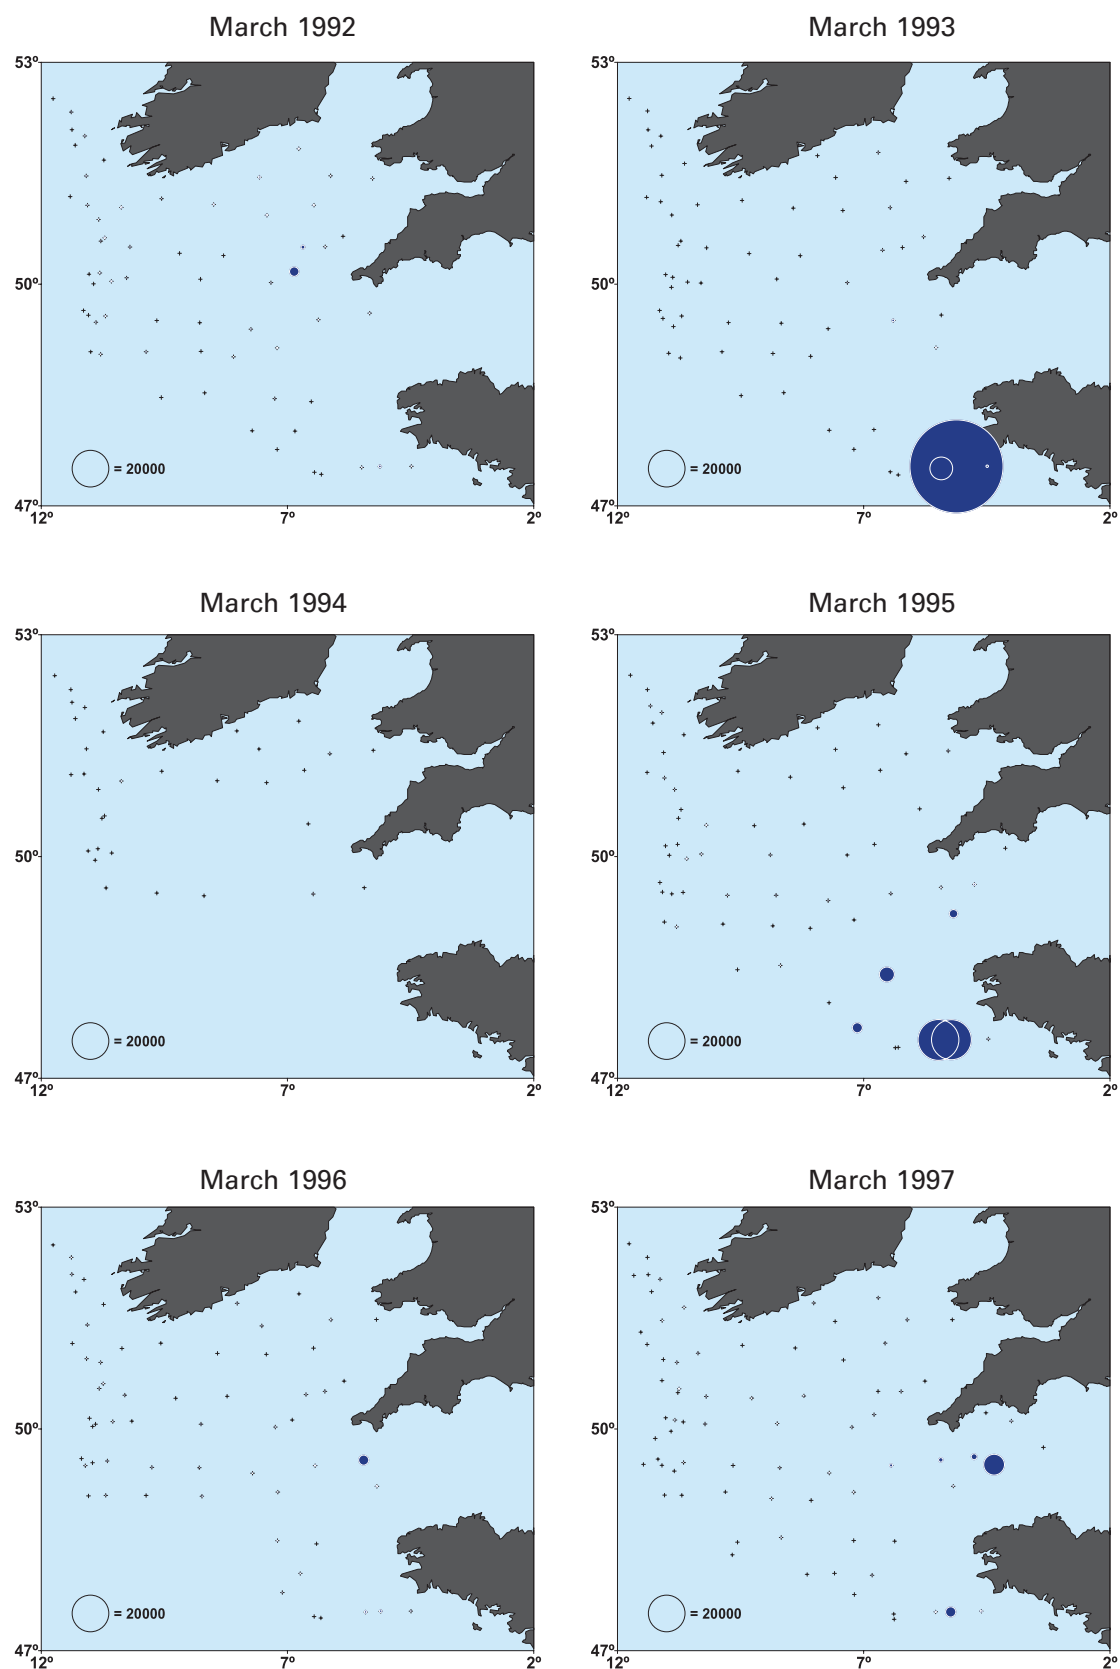 March 1992
March 1993
53º
53º
50º
50º
= 20000
= 20000
47º
47º
12º
7º
2º
12º
7º
2º
March 1994
March 1995
53º
53º
50º
50º
= 20000
= 20000
47º
47º
12º
7º
2º
12º
7º
2º
March 1996
March 1997
53º
53º
50º
50º
= 20000
= 20000
47º
47º
12º
7º
2º
12º
7º
2º